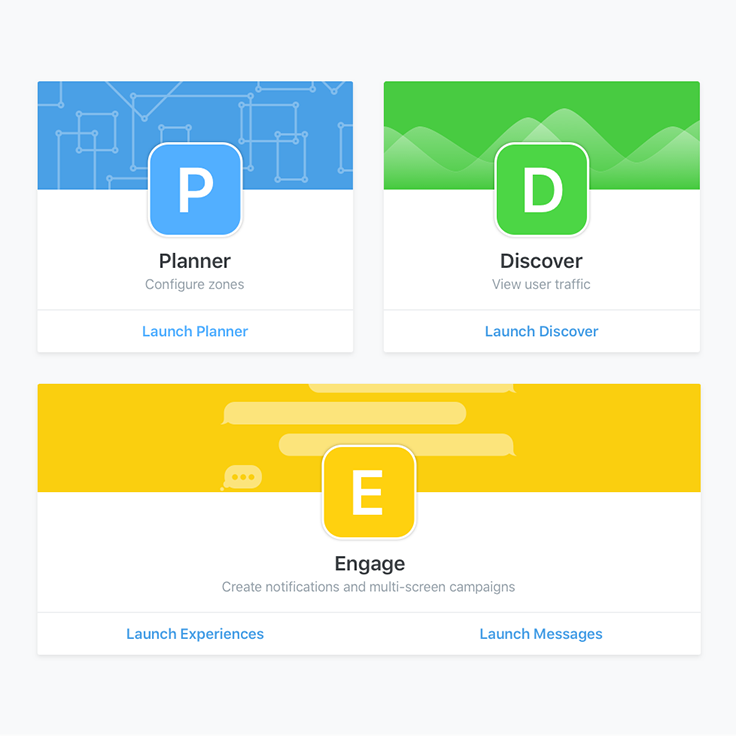 P
Planner
Configure zones
Launch Planner
D
Discover
View user traffic
Launch Discover
E
Engage
Create notifications and multi-screen campaigns
Launch Experiences
Launch Messages